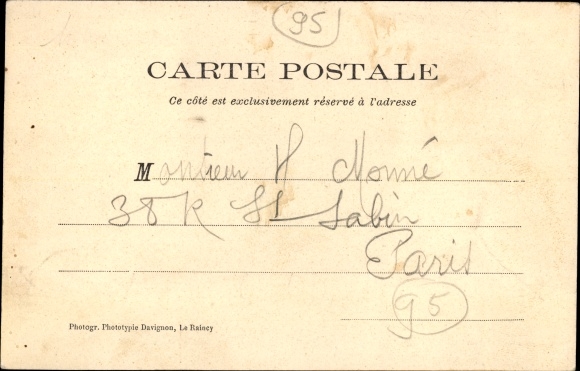 95
CARTE POSTALE
Ce côté est exclusivement réservé à l'adresse
Monsieur H Monné
38 R St Sabin
Paris
95
Photogr. Phototypie Davignon, Le Raincy